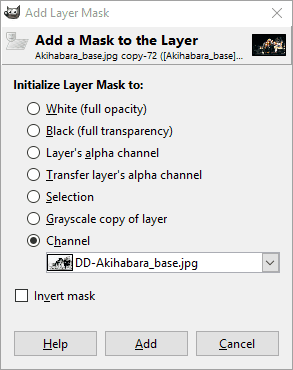 Add Layer Mask
Add a Mask to the Layer
Akihabara_base.jpg copy-72 ([Akihabara_base]...
Initialize Layer Mask to:
White (full opacity)
Black (full transparency)
Layer's alpha channel
Transfer layer's alpha channel
Selection
Grayscale copy of layer
Channel
DD-Akihabara_base.jpg
Invert mask
Help Add Cancel